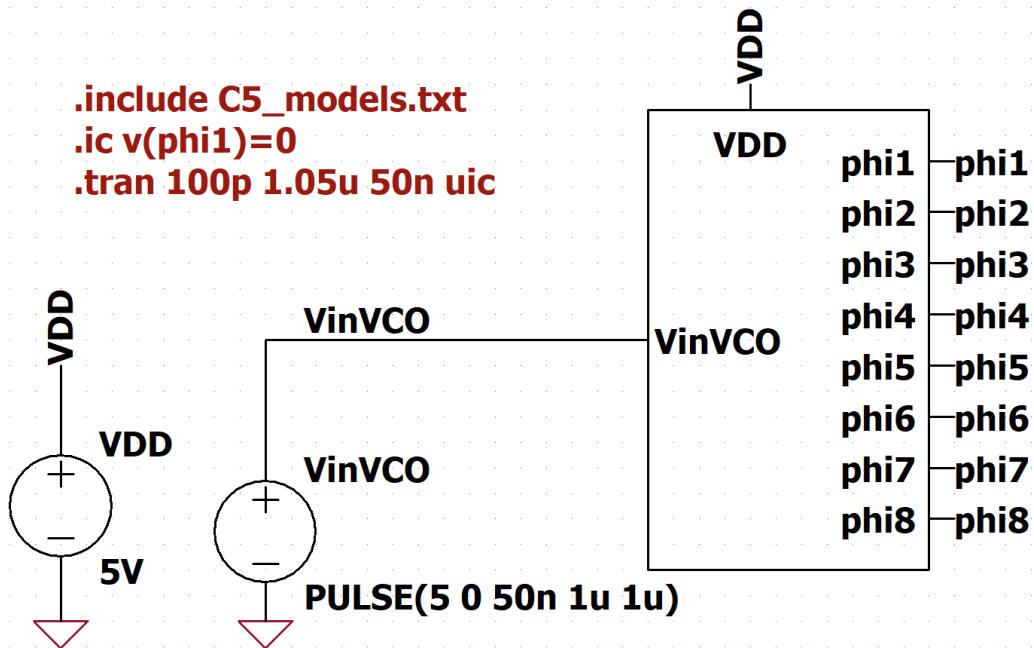 VDD
.include C5_models.txt
.ic v(phi1)=0
.tran 100p 1.05u 50n uic
VDD
phi1 phi1
phi2 phi2
phi3 phi3
phi4 phi4
phi5 phi5
phi6 phi6
phi7 phi7
phi8 phi8
VinVCO
VinVCO
VDD
VDD
5V
VinVCO
PULSE(5 0 50n 1u 1u)